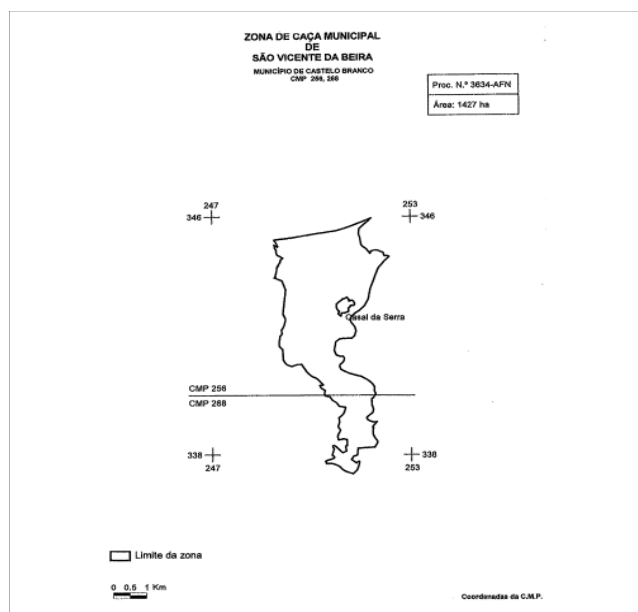 ZONA DE CAÇA MUNICIPAL
DE
SÃO VICENTE DA BEIRA
MUNICÍPIO DE CASTELO BRANCO
CMP 256, 268
Proc. N.º 3634-AFN
Área: 1427 ha
247
253
346
346
Casal da Serra
CMP 256
CMP 268
338
338
247
253
Limite da zona
0 0.5 1 Km
Coordenadas da C.M.P.